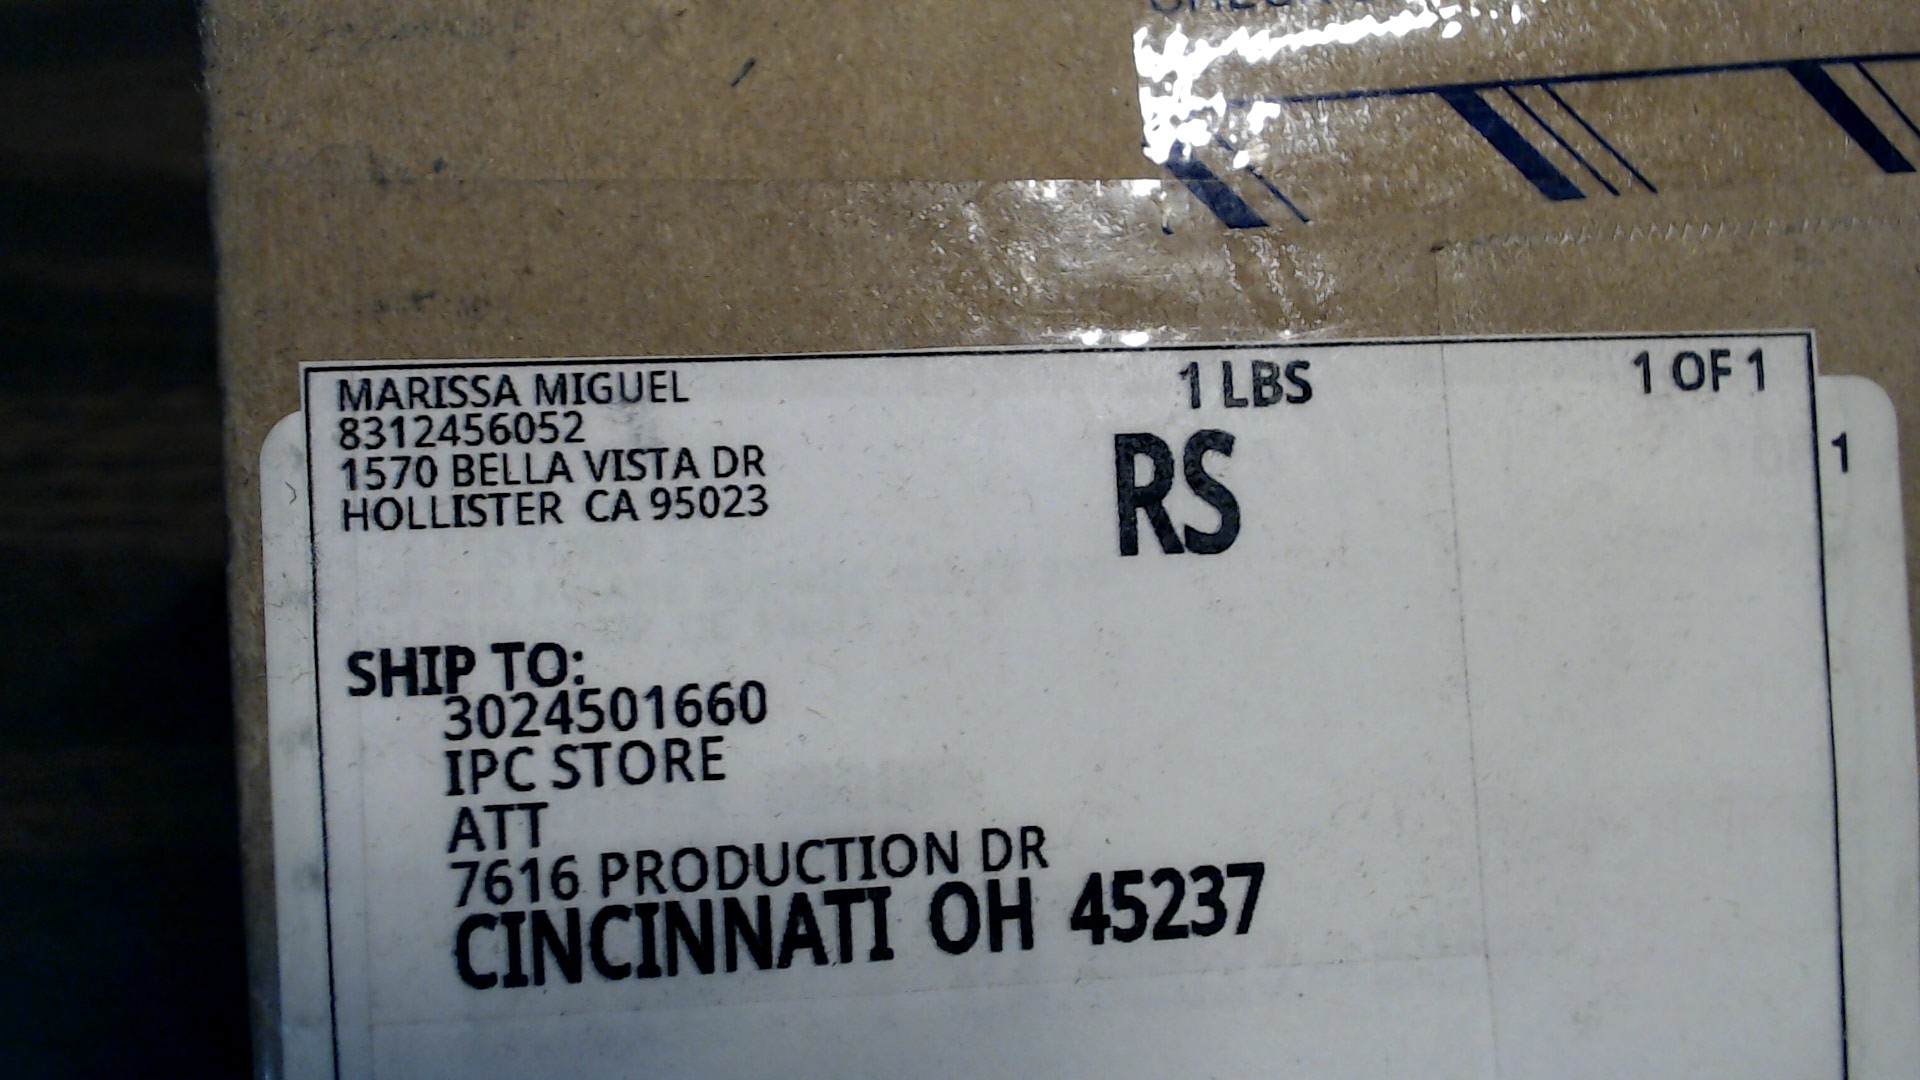 MARISSA MIGUEL
8312456052
1570 BELLA VISTA DR
HOLLISTER CA 95023
1 LBS
1 OF 1
RS
1
SHIP TO:
3024501660
IPC STORE
ATT
7616 PRODUCTION DR
CINCINNATI OH 45237